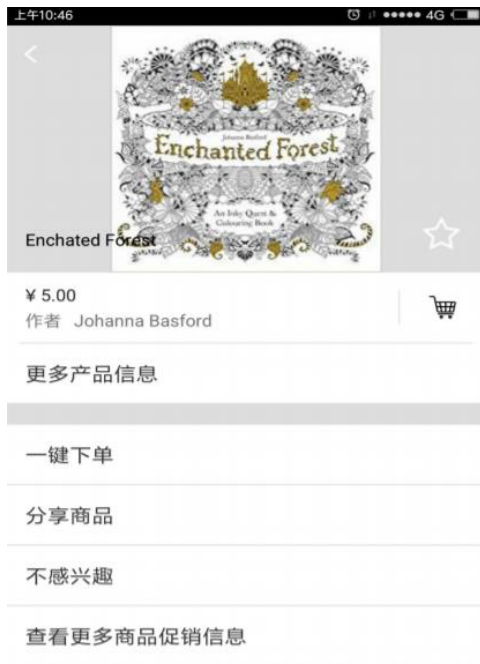 上午10:46
4G
Johanna Basford
Enchanted Forest
An Inky Quest &
Colouring Book
Enchated Forest
¥ 5.00
作者 Johanna Basford
更多产品信息
一键下单
分享商品
不感兴趣
查看更多商品促销信息